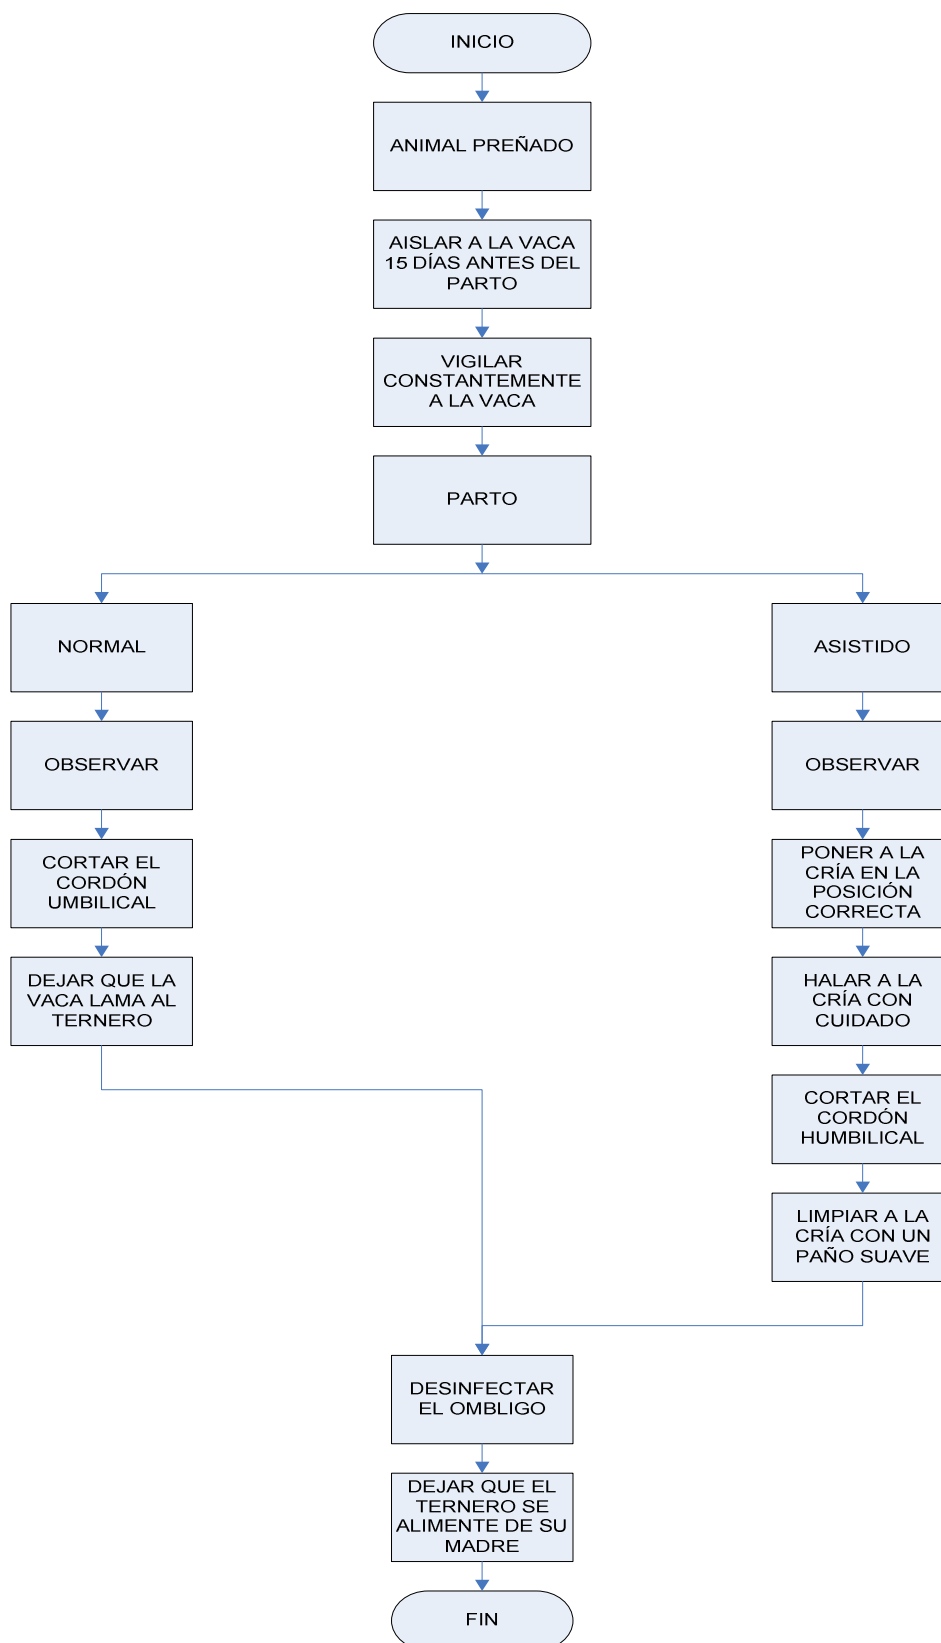 INICIO
ANIMAL PREÑADO
AISLAR A LA VACA
15 DÍAS ANTES DEL
PARTO
VIGILAR
CONSTANTEMENTE
A LA VACA
PARTO
NORMAL
OBSERVAR
CORTAR EL
CORDÓN
UMBILICAL
DEJAR QUE LA
VACA LAMA AL
TERNERO
ASISTIDO
OBSERVAR
PONER A LA
CRÍA EN LA
POSICIÓN
CORRECTA
HALAR A LA
CRÍA CON
CUIDADO
CORTAR EL
CORDÓN
HUMBILICAL
LIMPIAR A LA
CRÍA CON UN
PAÑO SUAVE
DESINFECTAR
EL OMBLIGO
DEJAR QUE EL
TERNERO SE
ALIMENTE DE SU
MADRE
FIN